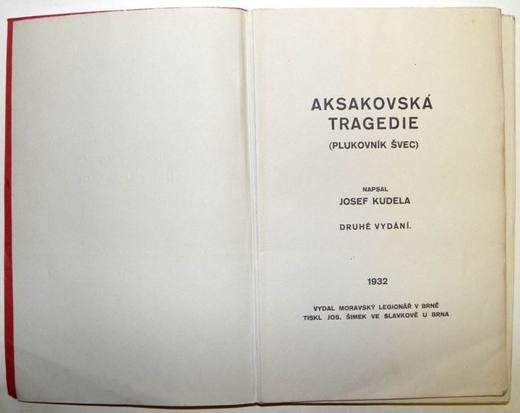 AKSAKOVSKÁ
TRAGEDIE
(PLUKOVNÍK ŠVEC)
NAPSAL
JOSEF KUDELA
DRUHÉ VYDÁNÍ.
1932
VYDAL MORAVSKÝ LEGIONÁŘ V BRNĚ
TISKL JOS. ŠIMEK VE SLAVKOVĚ U BRNA